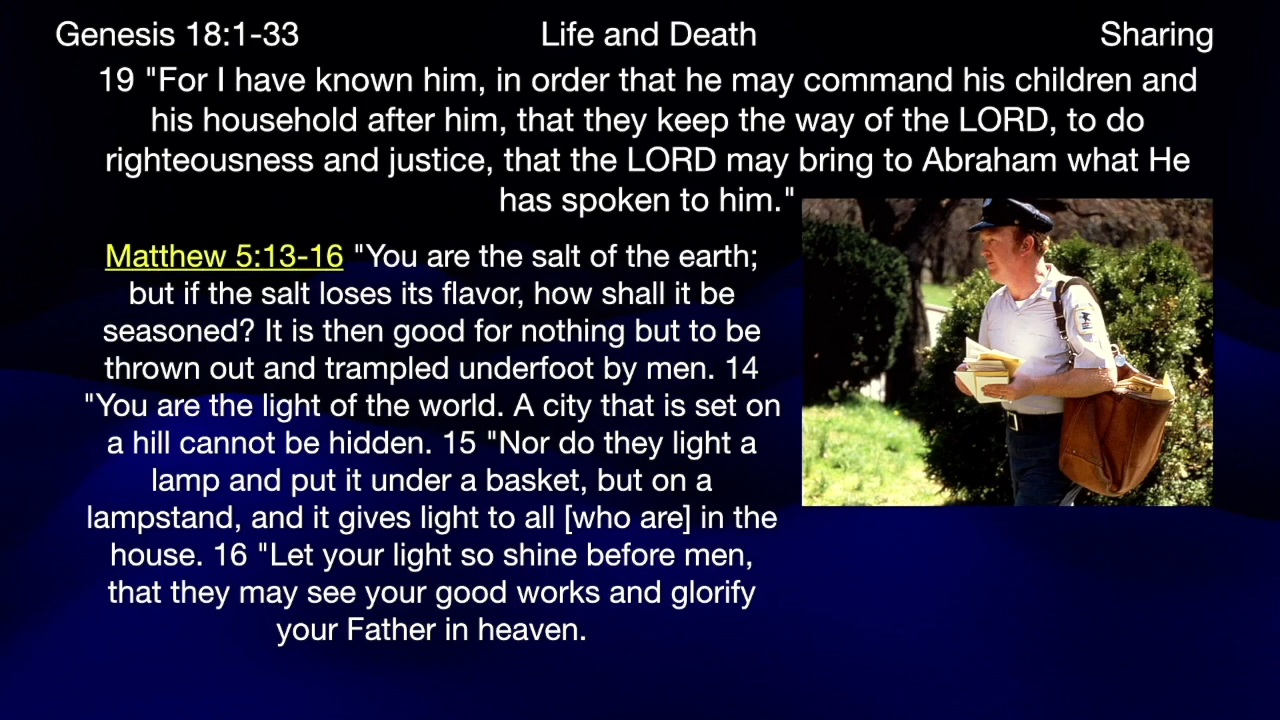 Genesis 18:1-33 Life and Death Sharing
19 "For I have known him, in order that he may command his children and
his household after him, that they keep the way of the LORD, to do
righteousness and justice, that the LORD may bring to Abraham what He
has spoken to him."
Matthew 5:13-16 "You are the salt of the earth;
but if the salt loses its flavor, how shall it be
seasoned? It is then good for nothing but to be
thrown out and trampled underfoot by men. 14
"You are the light of the world. A city that is set on
a hill cannot be hidden. 15 "Nor do they light a
lamp and put it under a basket, but on a
lampstand, and it gives light to all [who are] in the
house. 16 "Let your light so shine before men,
that they may see your good works and glorify
your Father in heaven.